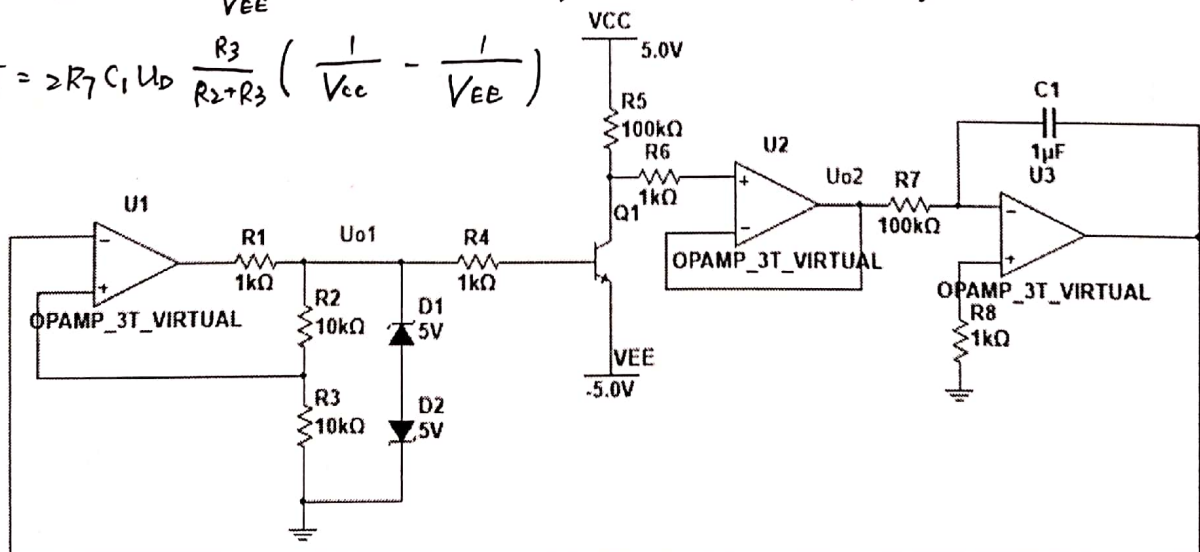 VEE
= 2R7 C1 UD R3/(R2+R3) ( 1/Vcc - 1/VEE )
VCC
5.0V
R5
100kΩ
R6
1kΩ
U2
C1
1µF
U3
Uo2
R7
100kΩ
Q1
OPAMP_3T_VIRTUAL
U1
R1
1kΩ
Uo1
R4
1kΩ
OPAMP_3T_VIRTUAL
R2
10kΩ
D1
5V
OPAMP_3T_VIRTUAL
R8
1kΩ
VEE
-5.0V
R3
10kΩ
D2
5V